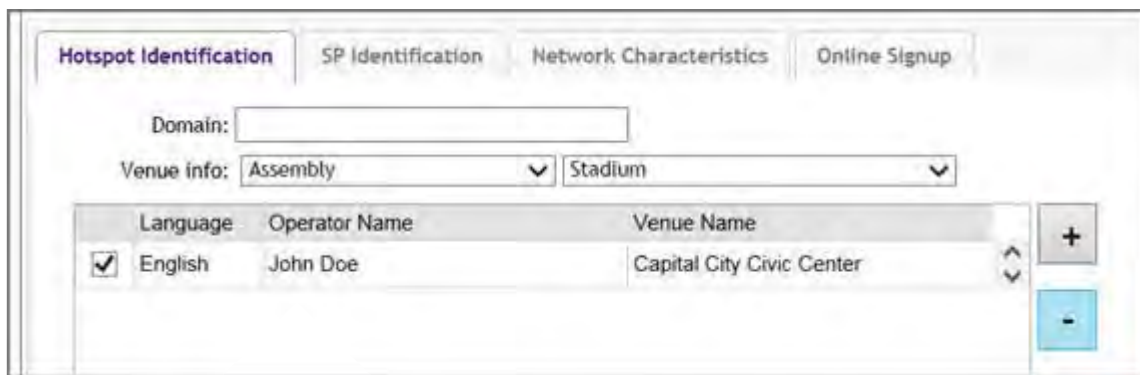 Hotspot Identification SP Identification Network Characteristics Online Signup
Domain:
Venue info: Assembly Stadium
Language Operator Name Venue Name
+
English John Doe Capital City Civic Center
-